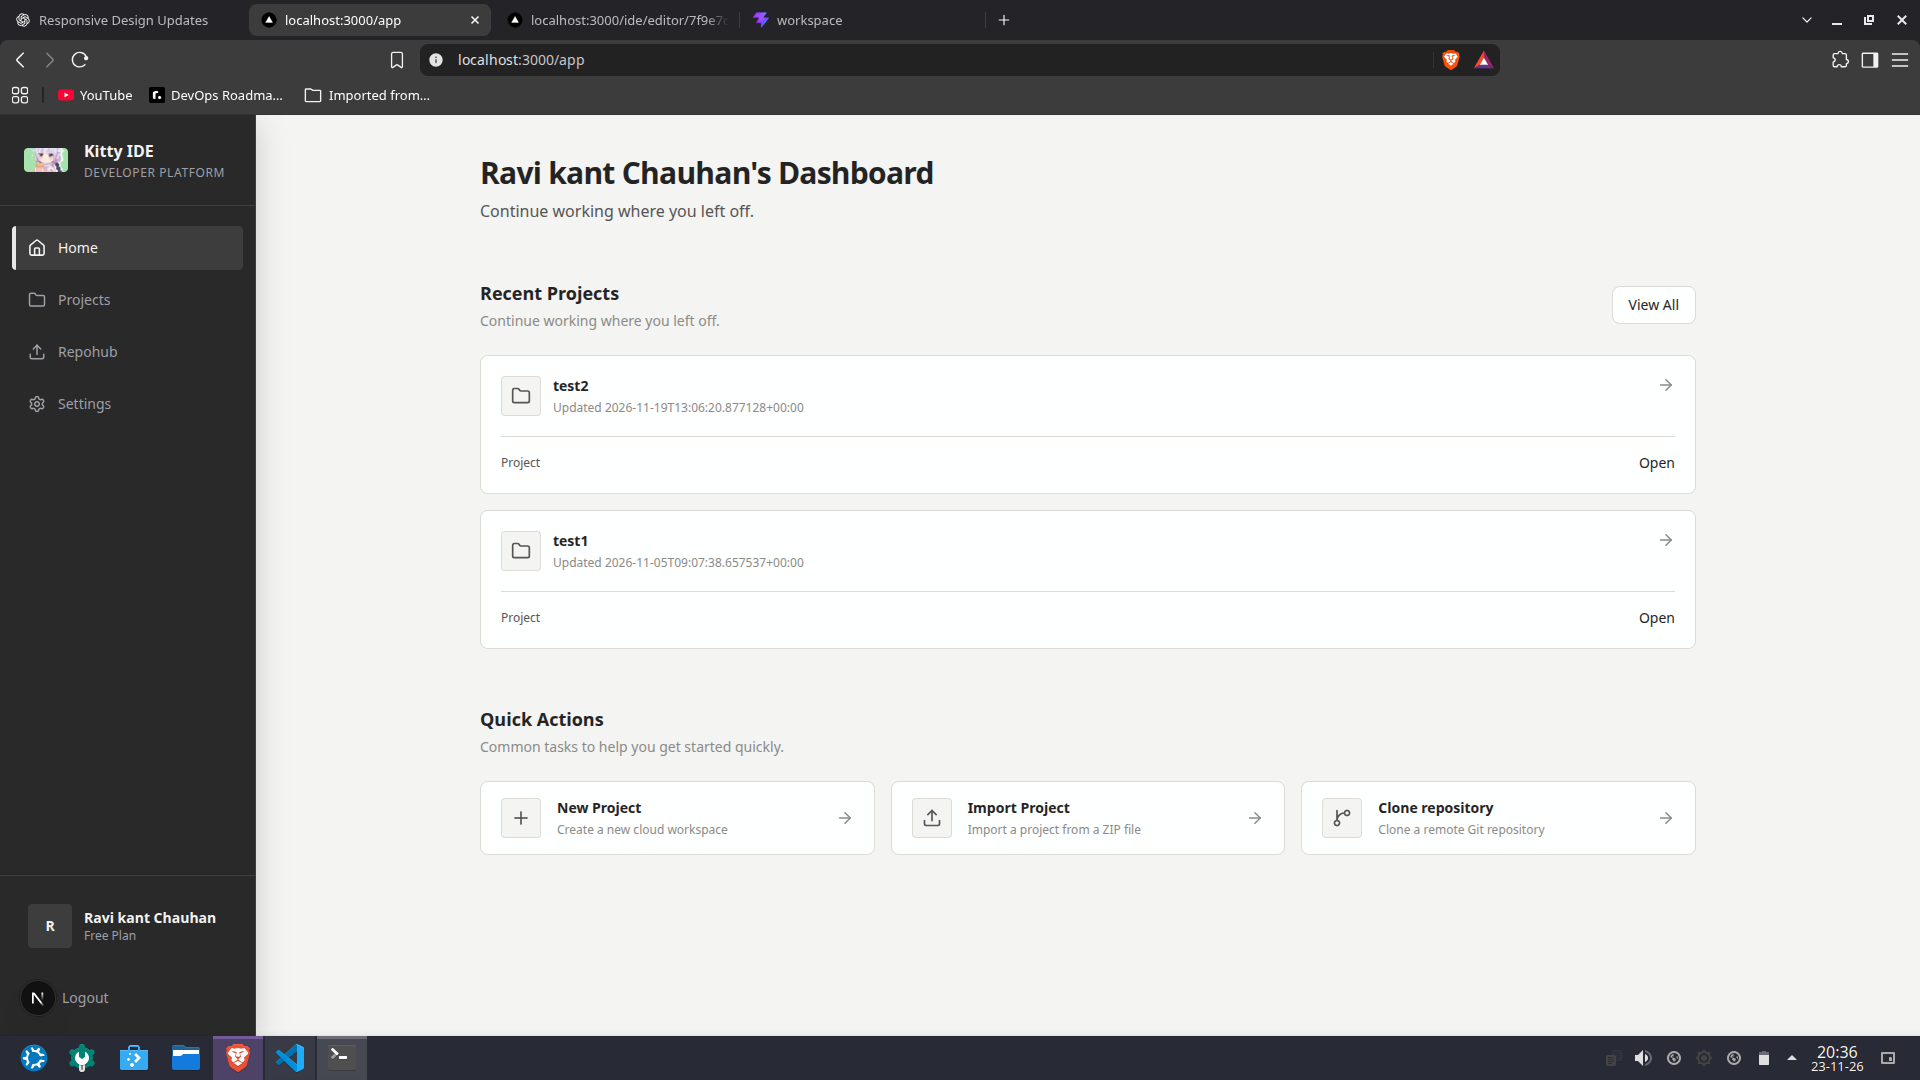 Responsive Design Updates
localhost:3000/app
localhost:3000/ide/editor/7f9e7
workspace
localhost:3000/app
YouTube
DevOps Roadma...
Imported from...
Kitty IDE
DEVELOPER PLATFORM
Home
Projects
Repohub
Settings
Ravi kant Chauhan's Dashboard
Continue working where you left off.
Recent Projects
Continue working where you left off.
View All
test2
Updated 2026-11-19T13:06:20.877128+00:00
Project
Open
test1
Updated 2026-11-05T09:07:38.657537+00:00
Project
Open
Quick Actions
Common tasks to help you get started quickly.
New Project
Create a new cloud workspace
Import Project
Import a project from a ZIP file
Clone repository
Clone a remote Git repository
R
Ravi kant Chauhan
Free Plan
N
Logout
20:36
23-11-26